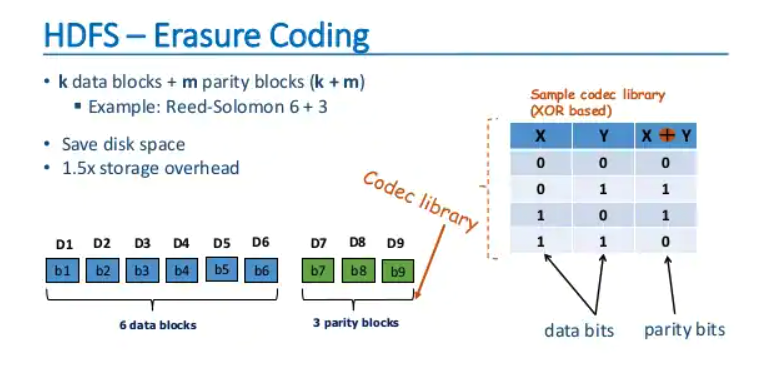 HDFS – Erasure Coding
• k data blocks + m parity blocks (k + m)
▪ Example: Reed-Solomon 6 + 3
• Save disk space
• 1.5x storage overhead
Codec library
D1 D2 D3 D4 D5 D6 D7 D8 D9
b1 b2 b3 b4 b5 b6 b7 b8 b9
6 data blocks
3 parity blocks
Sample codec library
(XOR based)
X Y X + Y
0 0 0
0 1 1
1 0 1
1 1 0
data bits
parity bits